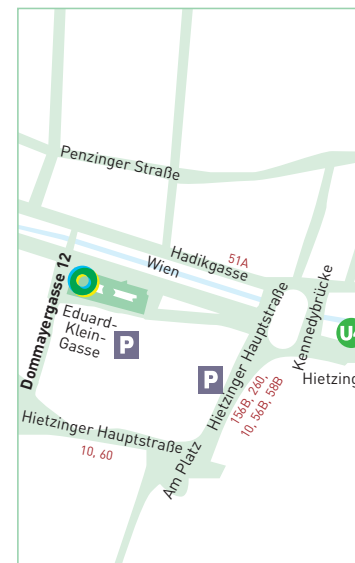 Penzinger Straße
51A
Hadikgasse
Wien
Dommayergasse 12
Kennedybrücke
Eduard-
Klein-
Gasse
P
P
Hietzinger Hauptstraße
U4
Hietzing
156B, 260,
10, 56B, 58B
Hietzinger Hauptstraße
10, 60
Am Platz